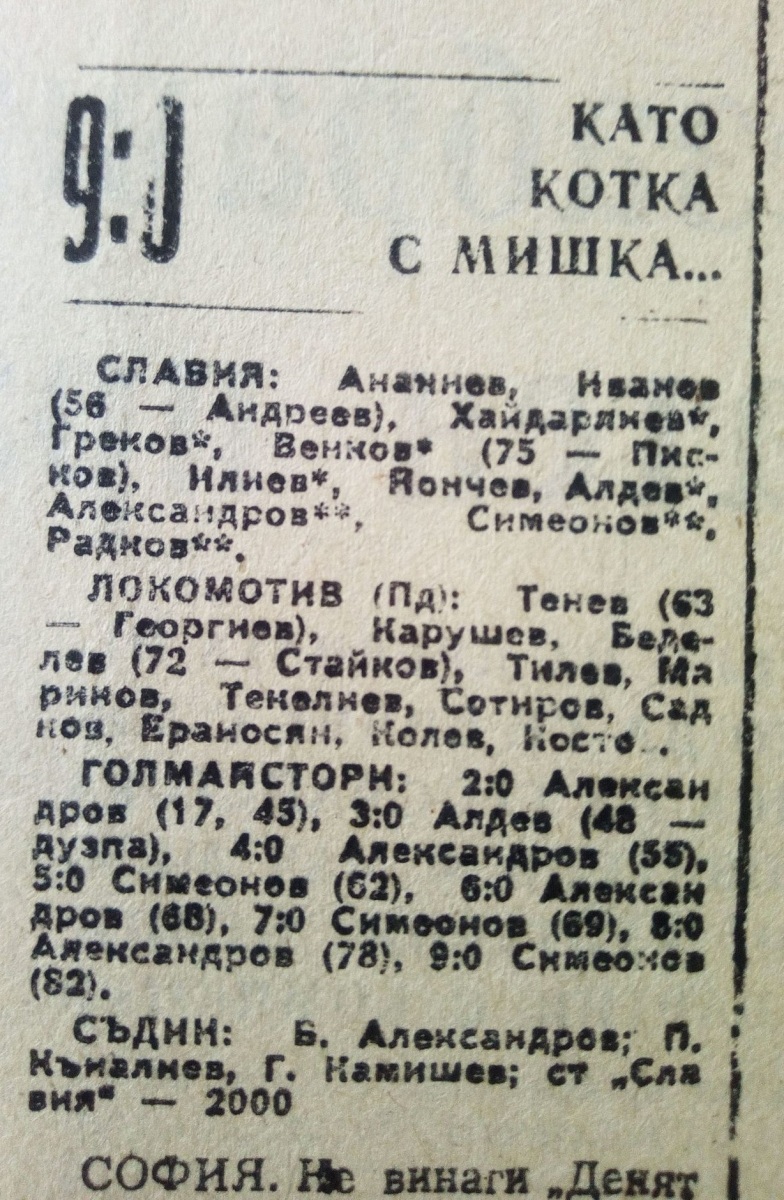 9:0
КАТО
КОТКА
С МИШКА...
СЛАВИЯ: Ананиев, Иванов
(56 — Андреев), Хайдарлиев*,
Греков*, Венков* (75 — Пис-
ков), Илиев*, Йончев, Алдев*,
Александров**, Симеонов**,
Радков**.
ЛОКОМОТИВ (Пд): Тенев (63
— Георгиев), Карушев, Беде-
лев (72 — Стайков), Тилев, Ма
ринов, Текелиев, Сотиров, Сад
ков, Ераносян, Колев,
ГОЛМАЙСТОРИ: 2:0 Алексан
дров (17, 45), 3:0 Алдев (48 —
дузпа), 4:0 Александров (55),
5:0 Симеонов (62), 6:0 Алексан
дров (68), 7:0 Симеонов (69), 8:0
Александров (78), 9:0 Симеонов
(82).
СЪДИИ: Б. Александров; П.
Къналиев, Г. Камишев; ст „Сла
вия" — 2000
СОФИЯ. Не винаги „Денят